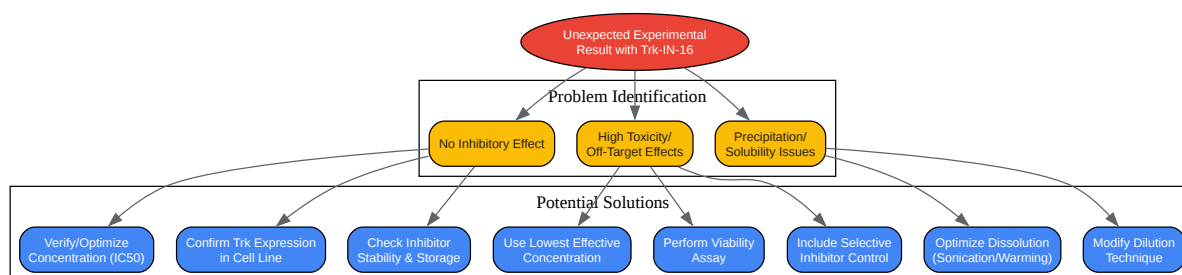 Unexpected Experimental
Result with Trk-IN-16
Problem Identification
No Inhibitory Effect
High Toxicity/
Off-Target Effects
Precipitation/
Solubility Issues
Potential Solutions
Verify/Optimize
Concentration (IC50)
Confirm Trk Expression
in Cell Line
Check Inhibitor
Stability & Storage
Use Lowest Effective
Concentration
Perform Viability
Assay
Include Selective
Inhibitor Control
Optimize Dissolution
(Sonication/Warming)
Modify Dilution
Technique